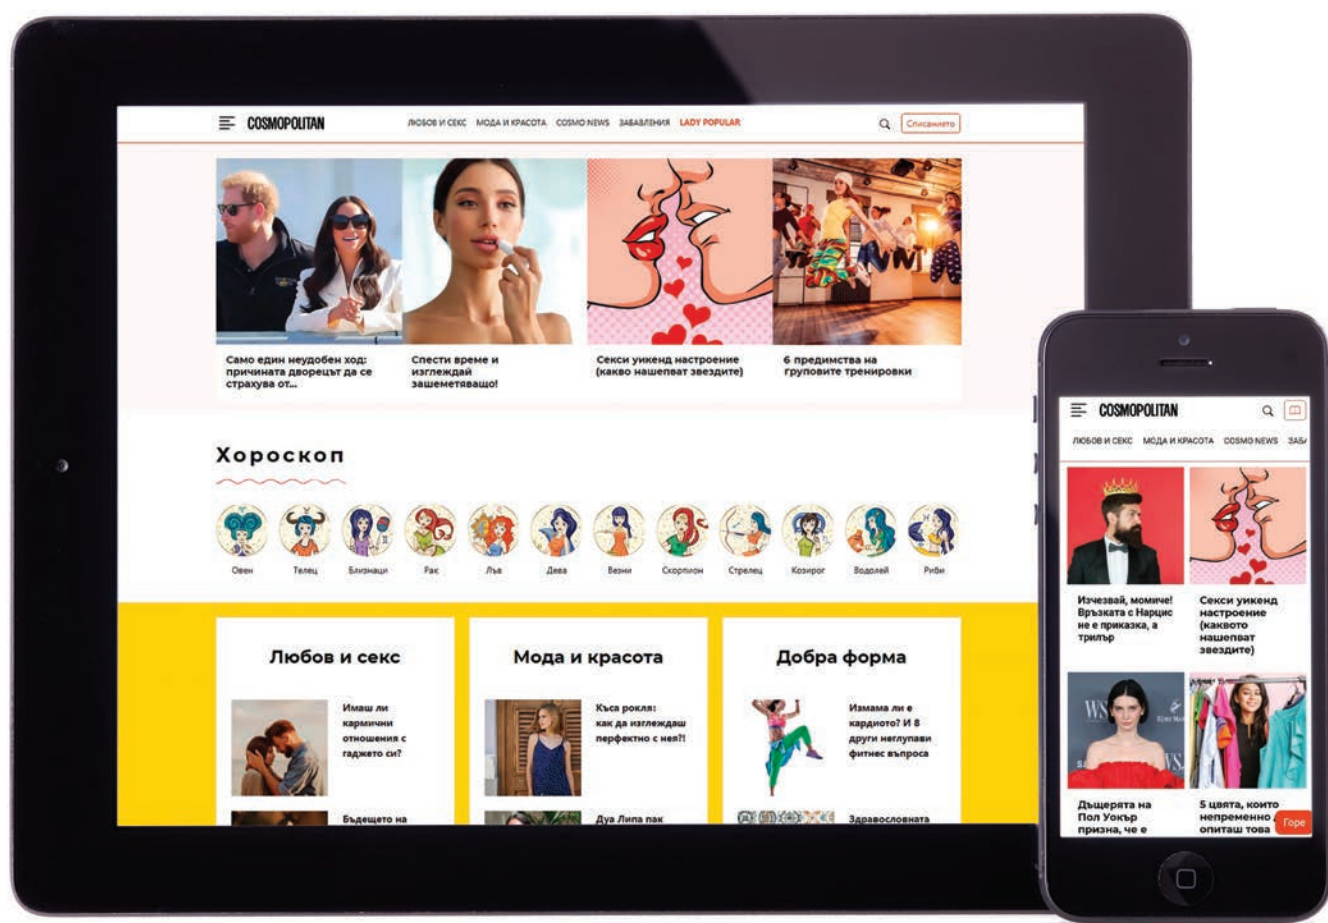 COSMOPOLITAN
ЛЮБОВ И СЕКС МОДА И КРАСОТА COSMO NEWS ЗАБАВЛЕНИЯ LADY POPULAR
Списанието
Само един неудобен ход:
причината дворецът да се
страхува от...
Спести време и
изглеждай
зашеметяващо!
Секси уикенд настроение
(какво нашепват звездите)
6 предимства на
груповите тренировки
Хороскоп
Овен Телец Близнаци Рак Лъв Дева Везни Скорпион Стрелец Козирог Водолей Риби
Любов и секс
Имаш ли
кармични
отношения с
гаджето си?
Бъдещето на
Мода и красота
Къса рокля:
как да изглеждаш
перфектно с нея?!
Дуа Липа пак
Добра форма
Измама ли е
кардиото? И 8
други неглупави
фитнес въпроса
Здравословната
COSMOPOLITAN
ЛЮБОВ И СЕКС МОДА И КРАСОТА COSMO NEWS ЗАБА
Изчезвай, момиче!
Връзката с Нарцис
не е приказка, а
трилър
Секси уикенд
настроение
(каквото
нашепват
звездите)
WS
WS.
Дъщерята на
Пол Уокър
призна, че е
5 цвята, които
непременно
опиташ това
Горе